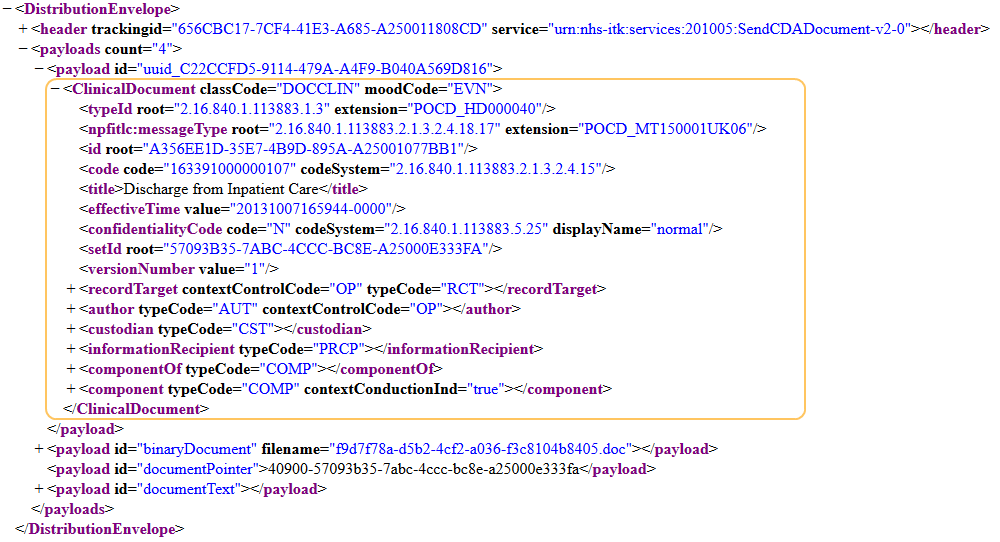 −<DistributionEnvelope>
+<header trackingid="656CBC17-7CF4-41E3-A685-A250011808CD" service="urn:nhs-itk:services:201005:SendCDADocument-v2-0"></header>
−<payloads count="4">
−<payload id="uuid_C22CCFD5-9114-479A-A4F9-B040A569D816">
−<ClinicalDocument classCode="DOCCLIN" moodCode="EVN">
<typeId root="2.16.840.1.113883.1.3" extension="POCD_HD000040"/>
<npfitlc:messageType root="2.16.840.1.113883.2.1.3.2.4.18.17" extension="POCD_MT150001UK06"/>
<id root="A356EE1D-35E7-4B9D-895A-A25001077BB1"/>
<code code="163391000000107" codeSystem="2.16.840.1.113883.2.1.3.2.4.15"/>
<title>Discharge from Inpatient Care</title>
<effectiveTime value="20131007165944-0000"/>
<confidentialityCode code="N" codeSystem="2.16.840.1.113883.5.25" displayName="normal"/>
<setId root="57093B35-7ABC-4CCC-BC8E-A25000E333FA"/>
<versionNumber value="1"/>
+<recordTarget contextControlCode="OP" typeCode="RCT"></recordTarget>
+<author typeCode="AUT" contextControlCode="OP"></author>
+<custodian typeCode="CST"></custodian>
+<informationRecipient typeCode="PRCP"></informationRecipient>
+<componentOf typeCode="COMP"></componentOf>
+<component typeCode="COMP" contextConductionInd="true"></component>
</ClinicalDocument>
</payload>
+<payload id="binaryDocument" filename="f9d7f78a-d5b2-4cf2-a036-f3c8104b8405.doc"></payload>
<payload id="documentPointer">40900-57093b35-7abc-4ccc-bc8e-a25000e333fa</payload>
+<payload id="documentText"></payload>
</payloads>
</DistributionEnvelope>